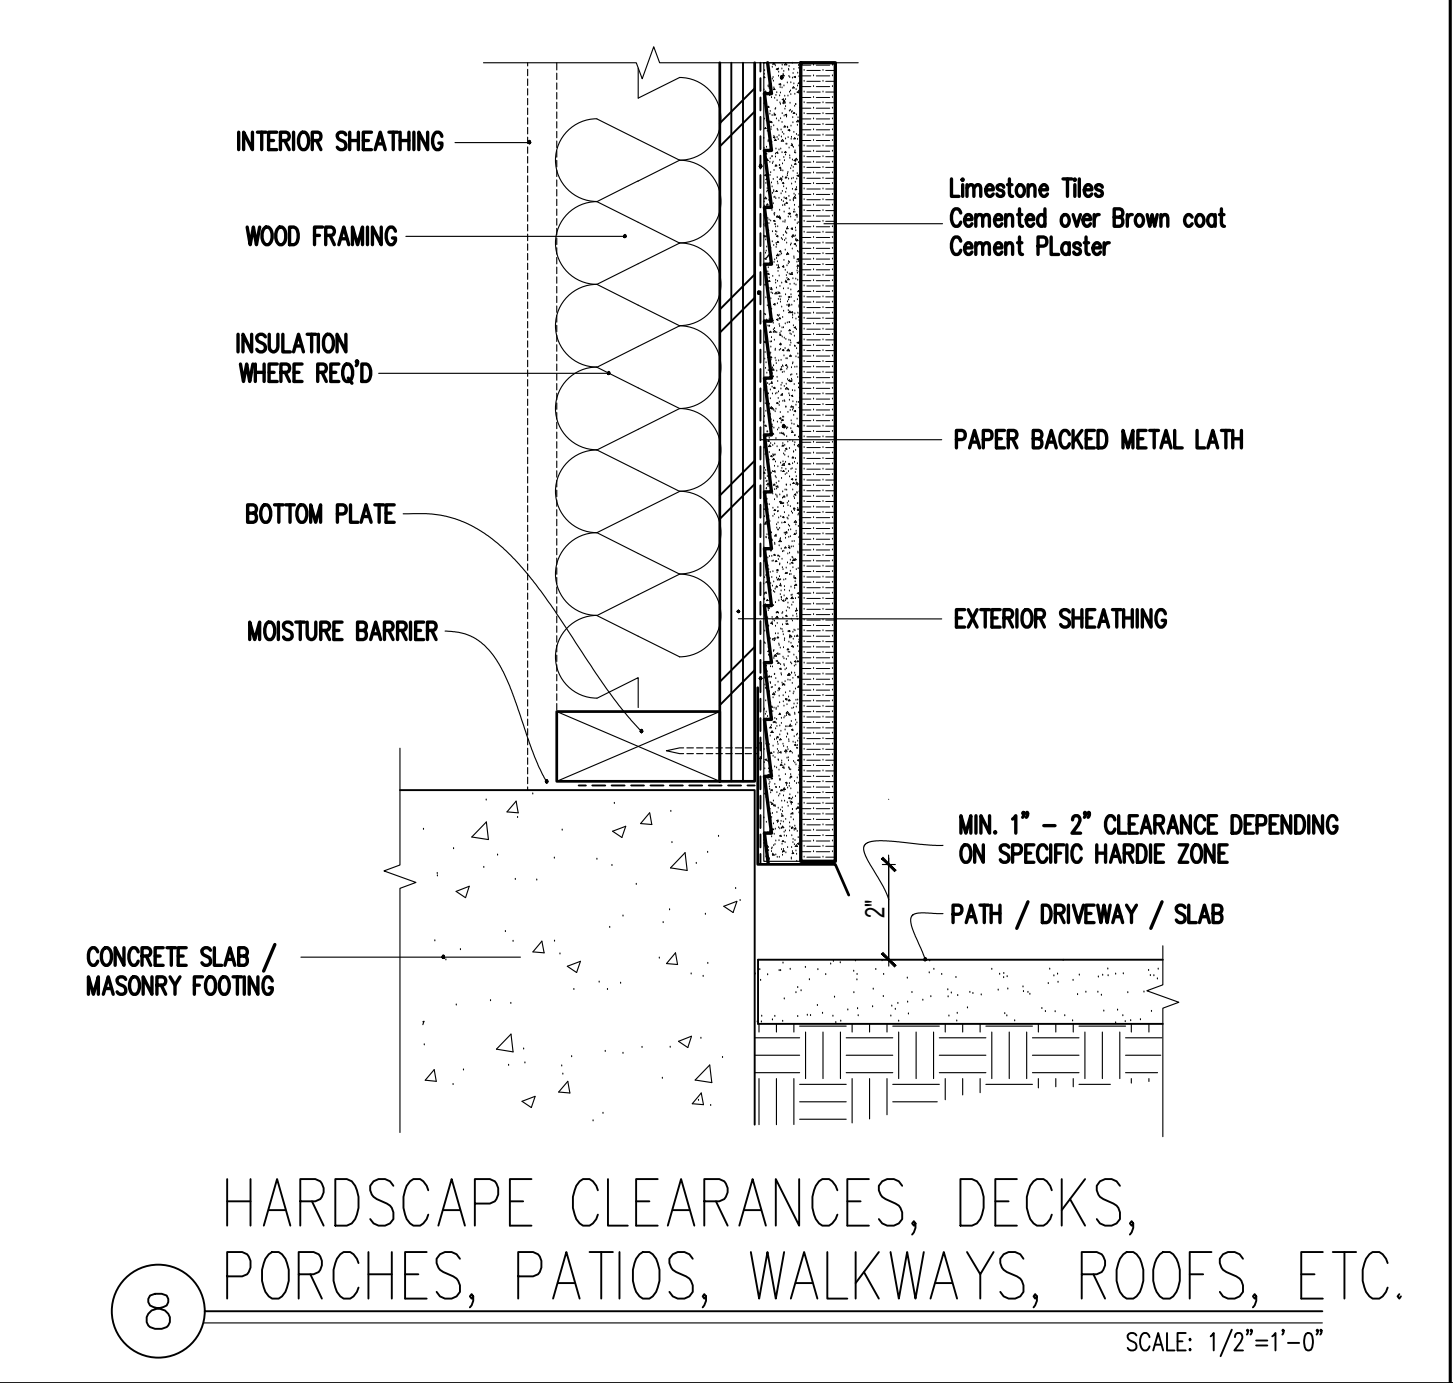 INTERIOR SHEATHING
WOOD FRAMING
INSULATION
WHERE REQ'D
BOTTOM PLATE
MOISTURE BARRIER
CONCRETE SLAB /
MASONRY FOOTING
Limestone Tiles
Cemented over Brown coat
Cement PLaster
PAPER BACKED METAL LATH
EXTERIOR SHEATHING
MIN. 1" - 2" CLEARANCE DEPENDING
ON SPECIFIC HARDIE ZONE
2"
PATH / DRIVEWAY / SLAB
HARDSCAPE CLEARANCES, DECKS,
PORCHES, PATIOS, WALKWAYS, ROOFS, ETC.
8
SCALE: 1/2"=1'-0"